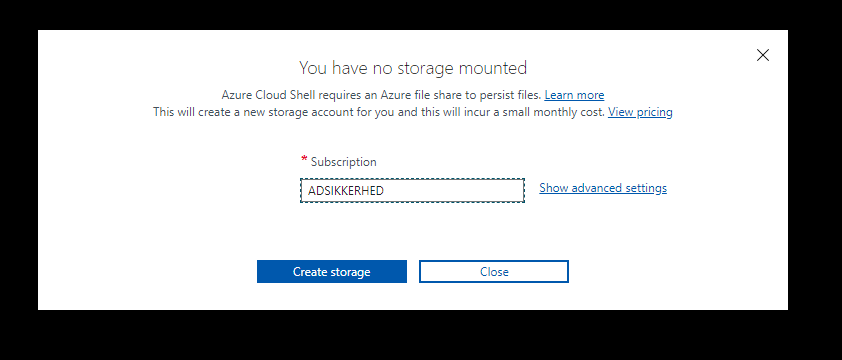 You have no storage mounted
Azure Cloud Shell requires an Azure file share to persist files. Learn more
This will create a new storage account for you and this will incur a small monthly cost. View pricing
* Subscription
ADSIKKERHED
Show advanced settings
Create storage
Close